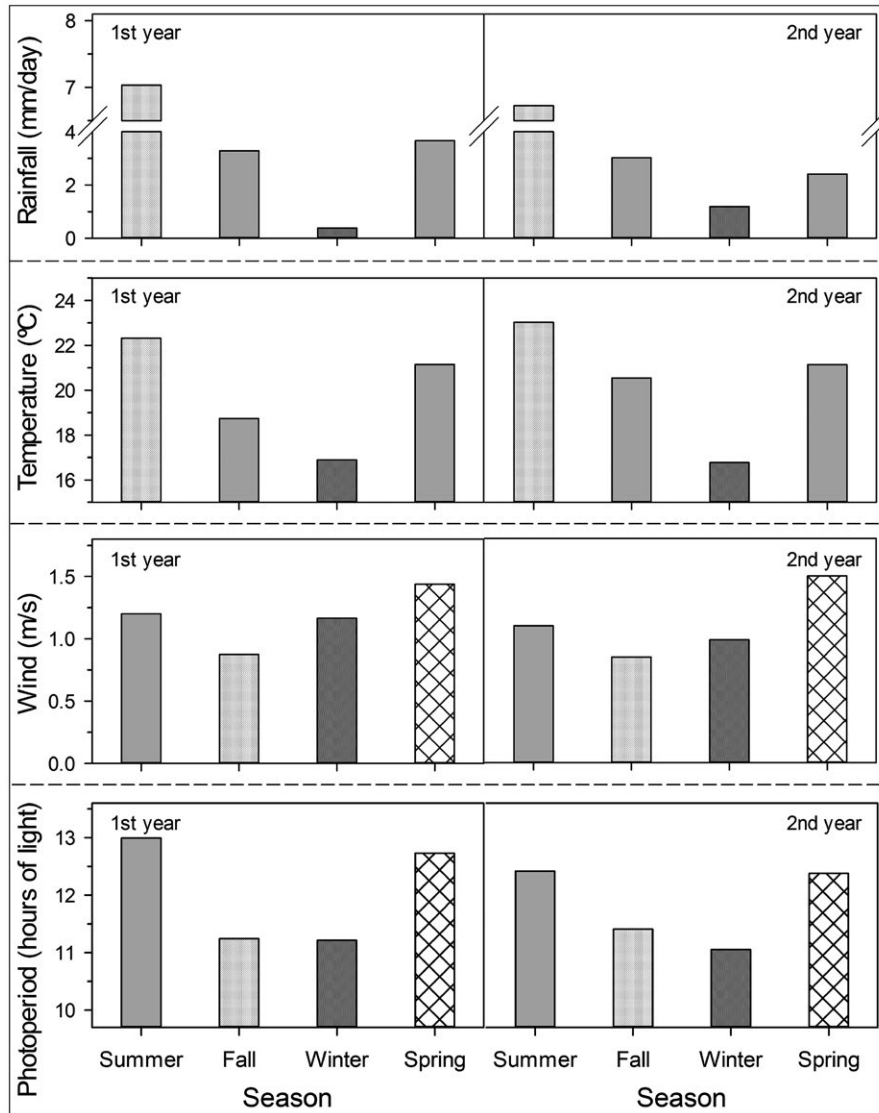 Rainfall (mm/day)
8
7
4
2
0
1st year
2nd year
Temperature (ºC)
24
22
20
18
16
1st year
2nd year
Wind (m/s)
1.5
1.0
0.5
0.0
1st year
2nd year
Photoperiod (hours of light)
13
12
11
10
1st year
2nd year
Summer Fall Winter Spring Summer Fall Winter Spring
Season Season